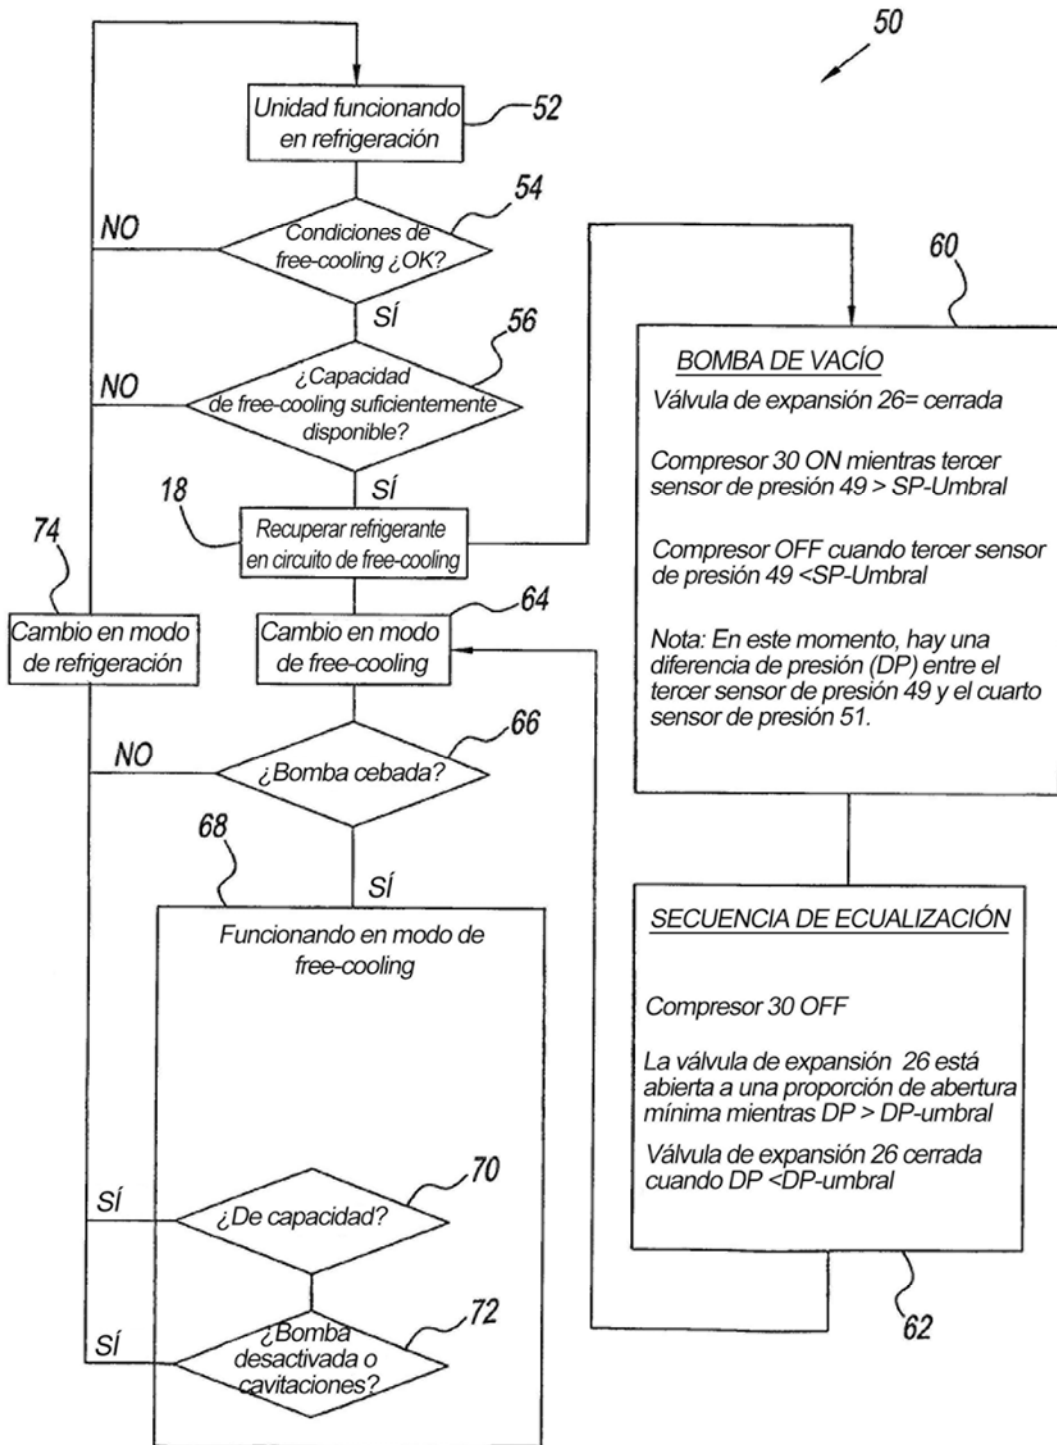 50
Unidad funcionando
en refrigeración
52
54
NO
Condiciones de
free-cooling ¿OK?
SÍ
56
NO
¿Capacidad
de free-cooling suficientemente
disponible?
SÍ
18
Recuperar refrigerante
en circuito de free-cooling
74
Cambio en modo
de refrigeración
64
Cambio en modo
de free-cooling
66
NO
¿Bomba cebada?
68
SÍ
Funcionando en modo de
free-cooling
70
SÍ
¿De capacidad?
72
SÍ
¿Bomba
desactivada o
cavitaciones?
60
BOMBA DE VACÍO
Válvula de expansión 26= cerrada
Compresor 30 ON mientras tercer
sensor de presión 49 > SP-Umbral
Compresor OFF cuando tercer sensor
de presión 49 <SP-Umbral
Nota: En este momento, hay una
diferencia de presión (DP) entre el
tercer sensor de presión 49 y el cuarto
sensor de presión 51.
SECUENCIA DE ECUALIZACIÓN
Compresor 30 OFF
La válvula de expansión 26 está
abierta a una proporción de abertura
mínima mientras DP > DP-umbral
Válvula de expansión 26 cerrada
cuando DP <DP-umbral
62